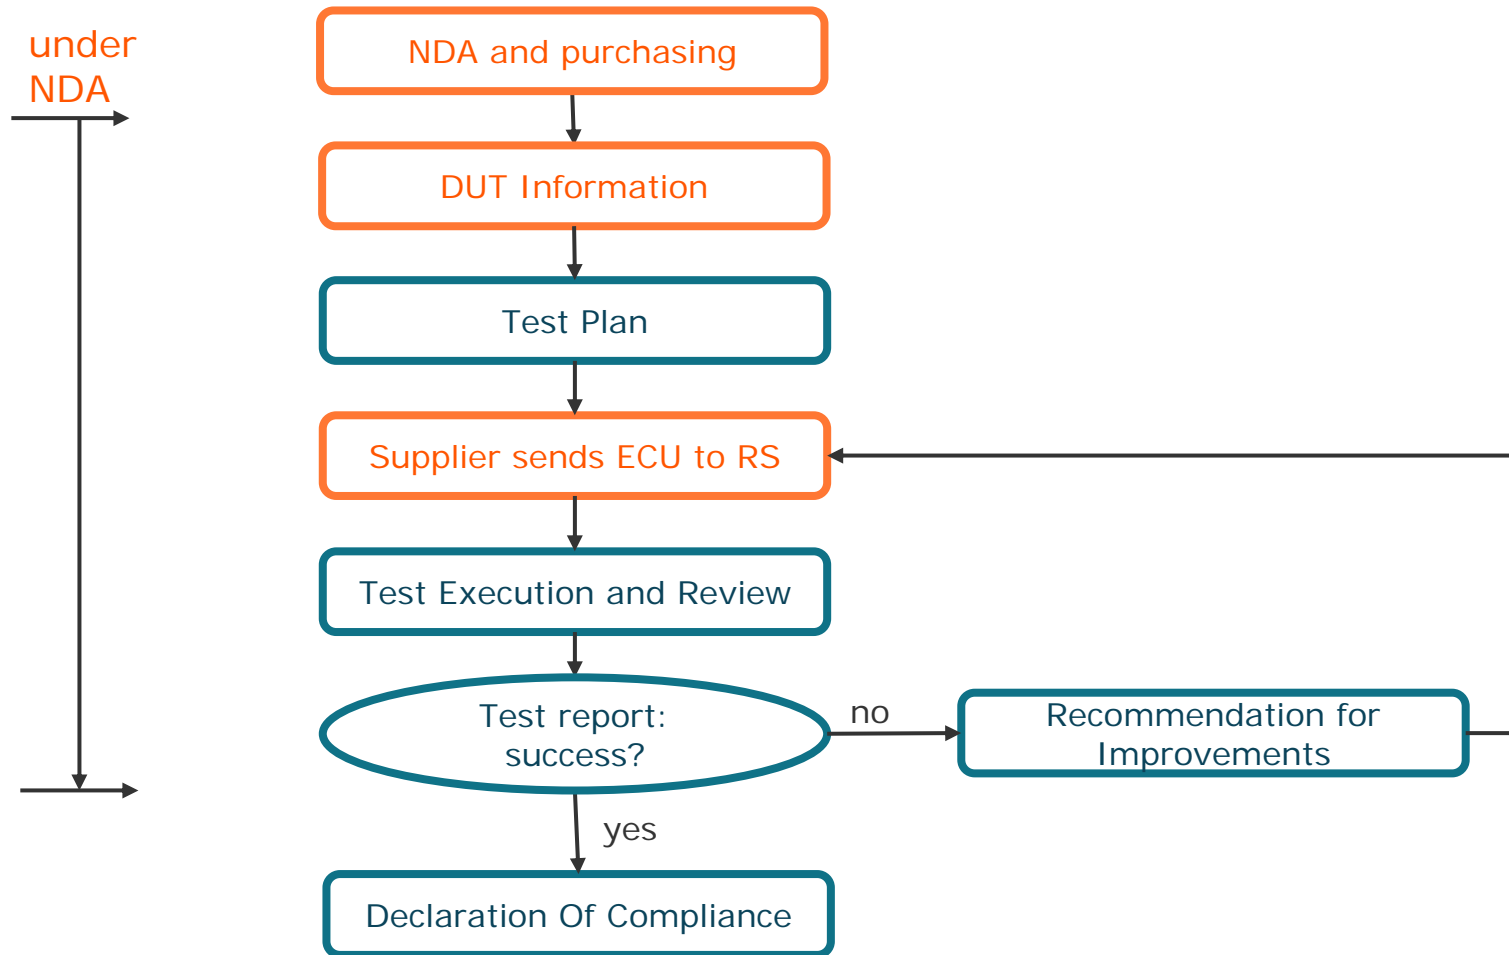 under
NDA
NDA and purchasing
DUT Information
Test Plan
Supplier sends ECU to RS
Test Execution and Review
Test report:
success?
no
Recommendation for
Improvements
yes
Declaration Of Compliance